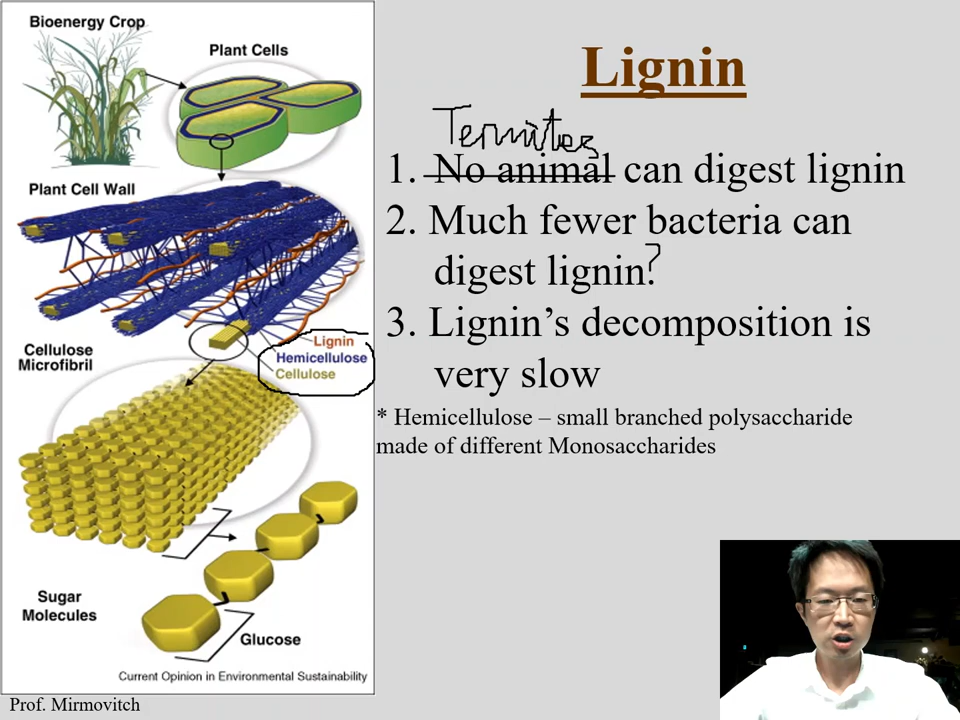 Bioenergy Crop
Plant Cells
Plant Cell Wall
Lignin
Hemicellulose
Cellulose
Cellulose
Microfibril
Sugar
Molecules
Glucose
Current Opinion in Environmental Sustainability
Prof. Mirmovitch
Lignin
Termites
1. No animal can digest lignin
2. Much fewer bacteria can
digest lignin?
3. Lignin’s decomposition is
very slow
* Hemicellulose – small branched polysaccharide
made of different Monosaccharides